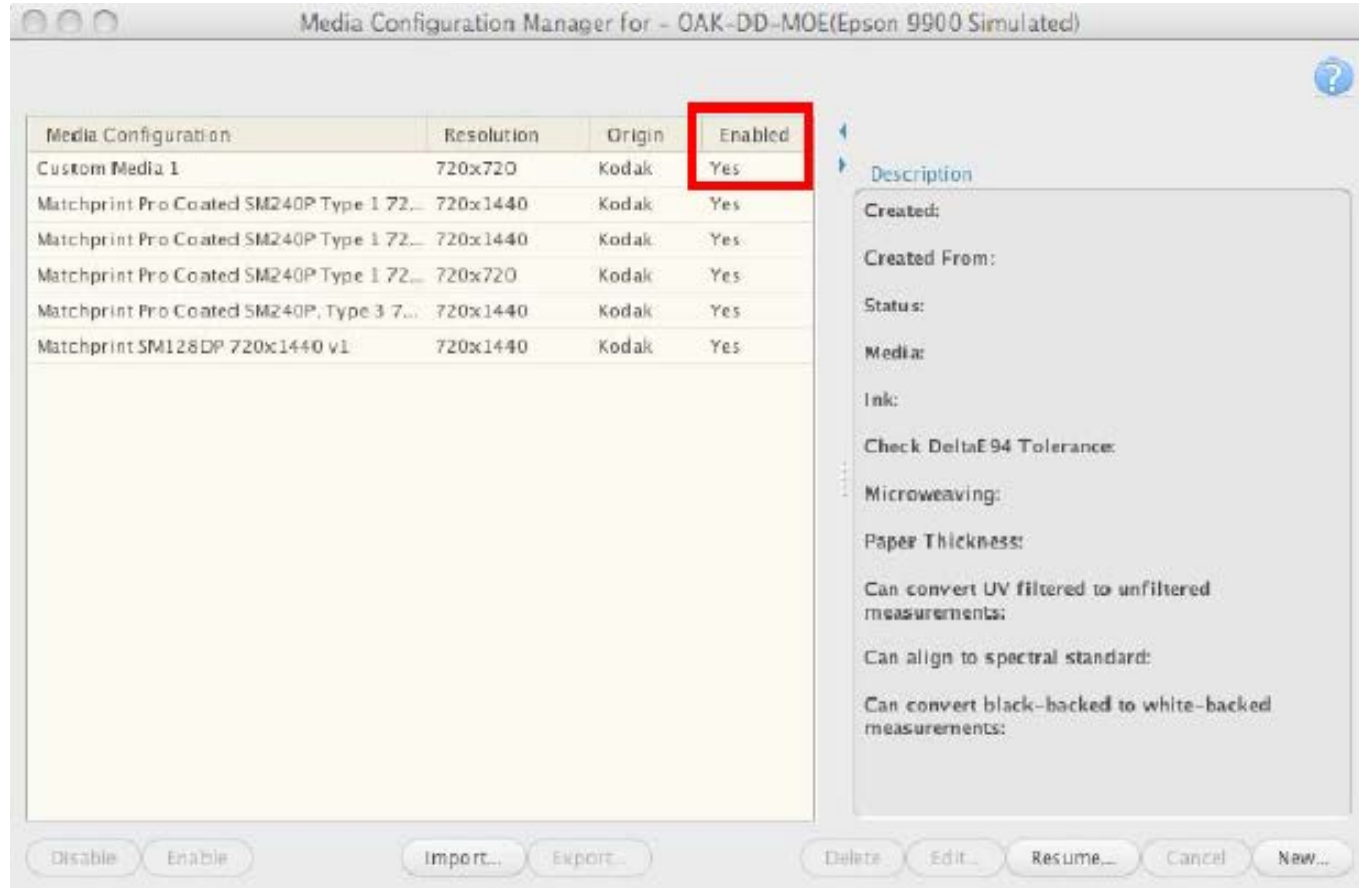 Media Configuration Manager for - OAK-DD-MOE(Epson 9900 Simulated)
?
Media Configuration Resolution Origin Enabled
Custom Media 1 720x720 Kodak Yes
Matchprint Pro Coated SM240P Type 1 72... 720x1440 Kodak Yes
Matchprint Pro Coated SM240P Type 1 72... 720x1440 Kodak Yes
Matchprint Pro Coated SM240P Type 1 72... 720x720 Kodak Yes
Matchprint Pro Coated SM240P, Type 3 7... 720x1440 Kodak Yes
Matchprint SM128DP 720x1440 v1 720x1440 Kodak Yes
Description
Created:
Created From:
Status:
Media:
Ink:
Check DeltaE94 Tolerance:
Microweaving:
Paper Thickness:
Can convert UV filtered to unfiltered
measurements:
Can align to spectral standard:
Can convert black-backed to white-backed
measurements:
Disable Enable Import... Export... Delete Edit... Resume... Cancel New...